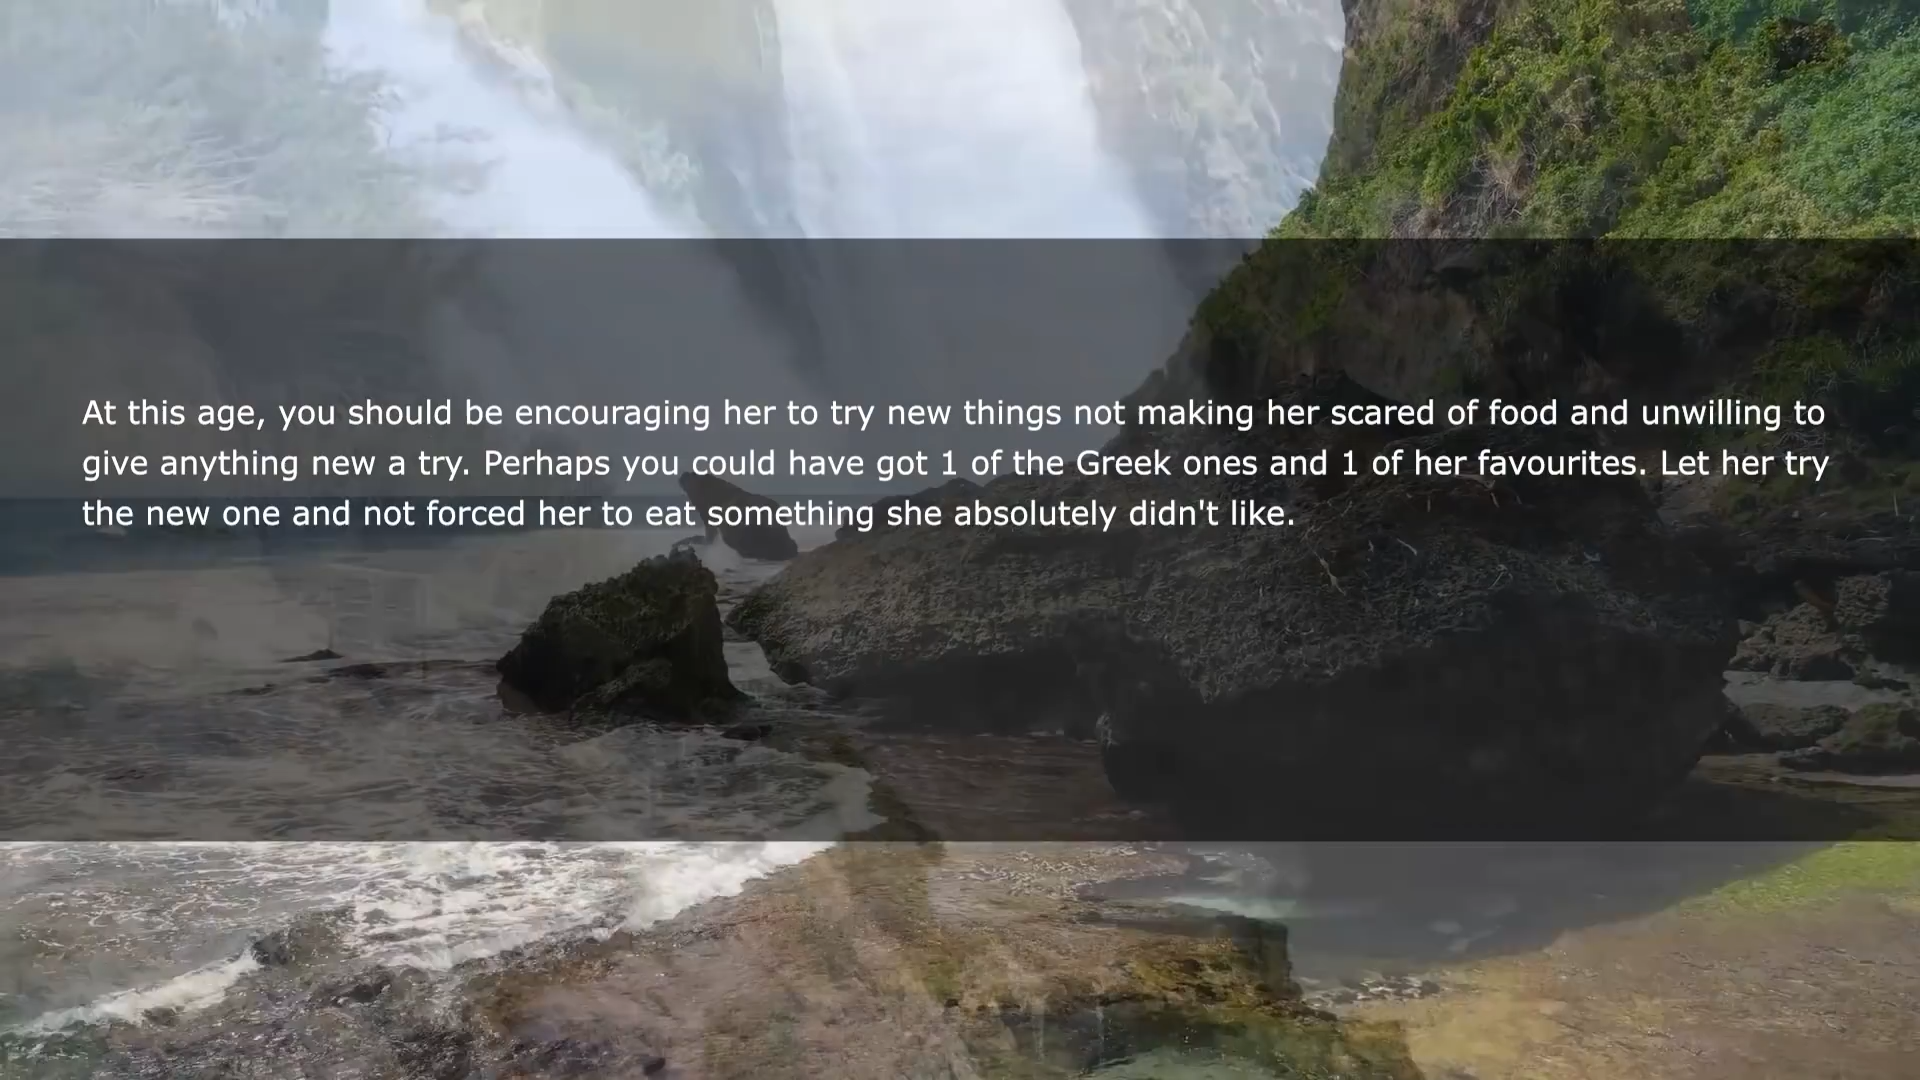 At this age, you should be encouraging her to try new things not making her scared of food and unwilling to
give anything new a try. Perhaps you could have got 1 of the Greek ones and 1 of her favourites. Let her try
the new one and not forced her to eat something she absolutely didn't like.